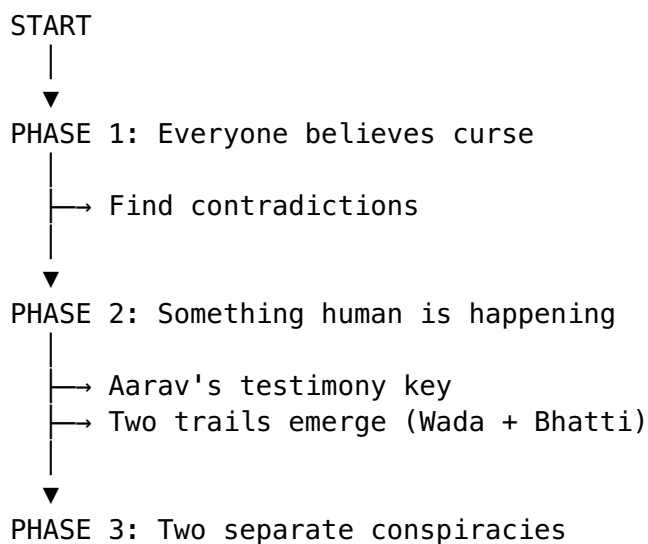 START
PHASE 1: Everyone believes curse
Find contradictions
PHASE 2: Something human is happening
Aarav's testimony key
Two trails emerge (Wada + Bhatti)
PHASE 3: Two separate conspiracies